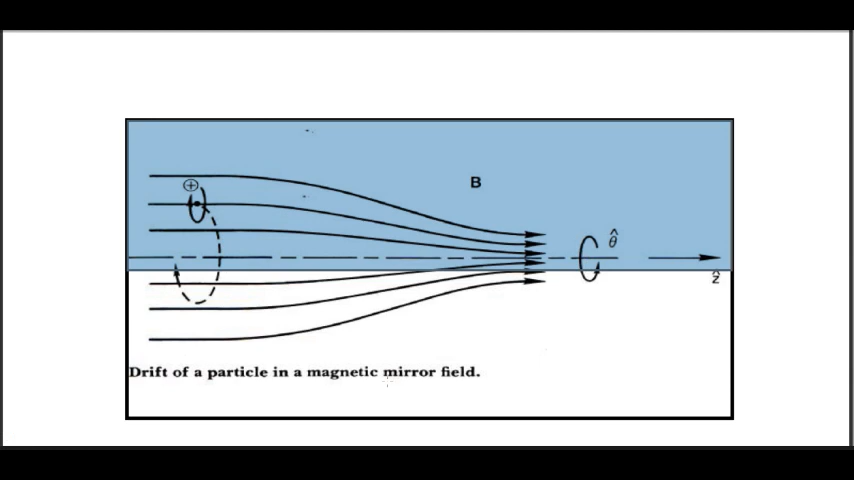 ⊕
B
θ̂
ẑ
Drift of a particle in a magnetic mirror field.